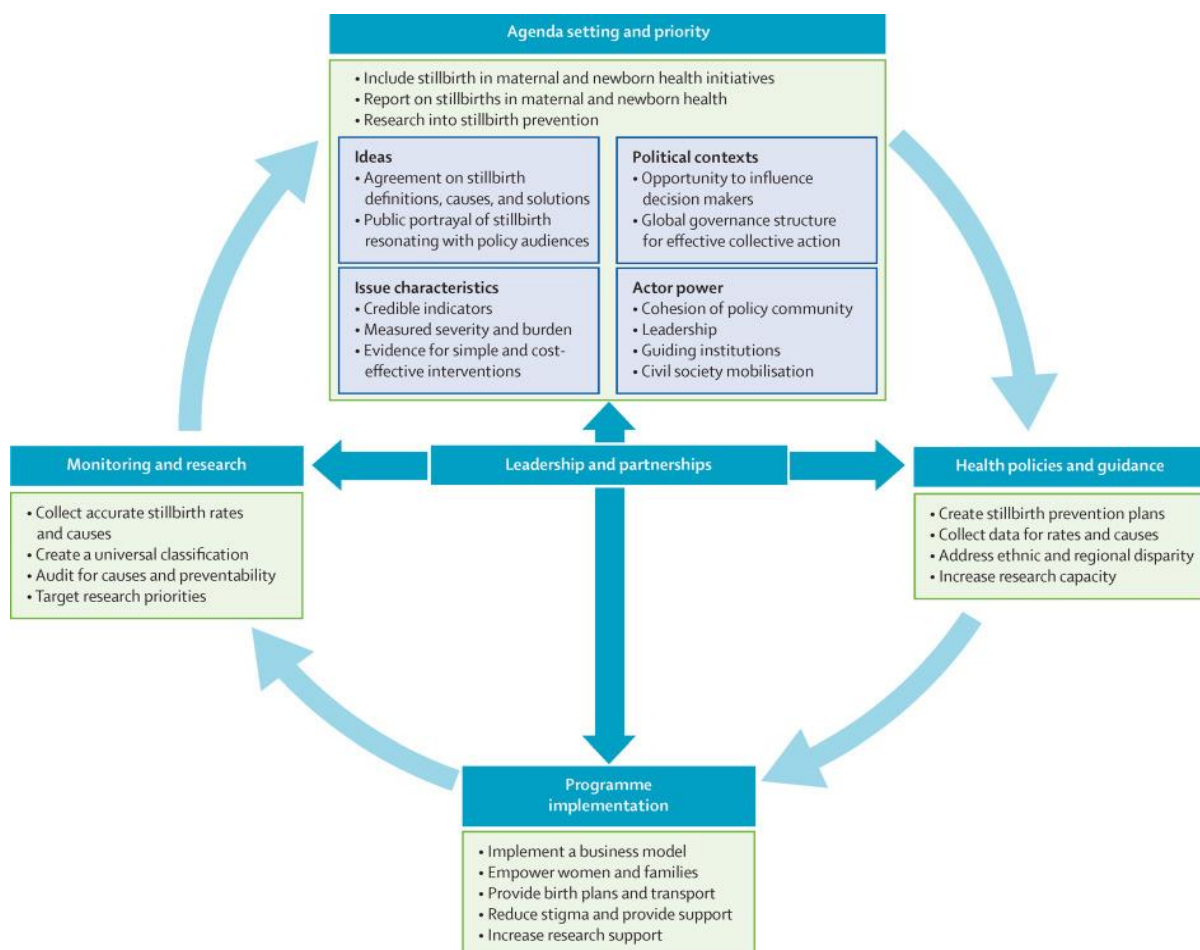 Agenda setting and priority
• Include stillbirth in maternal and newborn health initiatives
• Report on stillbirths in maternal and newborn health
• Research into stillbirth prevention
Ideas
• Agreement on stillbirth
definitions, causes, and solutions
• Public portrayal of stillbirth
resonating with policy audiences
Political contexts
• Opportunity to influence
decision makers
• Global governance structure
for effective collective action
Issue characteristics
• Credible indicators
• Measured severity and burden
• Evidence for simple and cost-
effective interventions
Actor power
• Cohesion of policy community
• Leadership
• Guiding institutions
• Civil society mobilisation
Monitoring and research
• Collect accurate stillbirth rates
and causes
• Create a universal classification
• Audit for causes and preventability
• Target research priorities
Leadership and partnerships
Health policies and guidance
• Create stillbirth prevention plans
• Collect data for rates and causes
• Address ethnic and regional disparity
• Increase research capacity
Programme
implementation
• Implement a business model
• Empower women and families
• Provide birth plans and transport
• Reduce stigma and provide support
• Increase research support